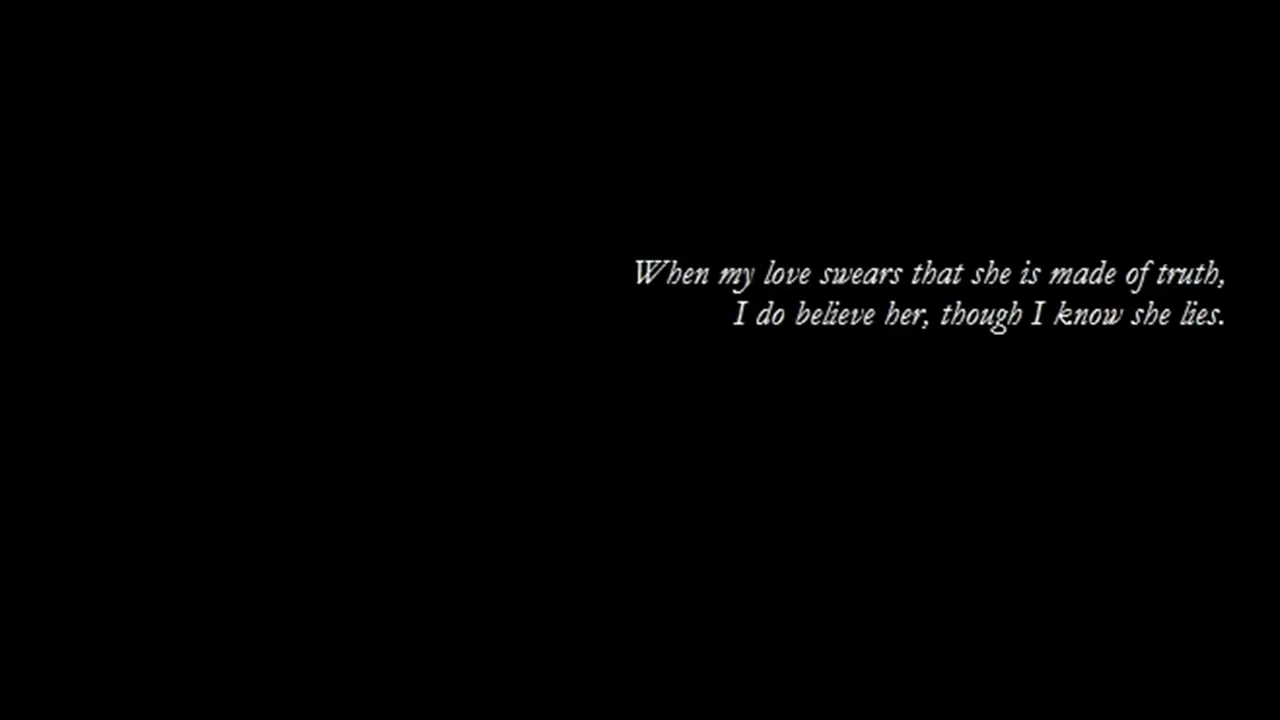 When my love swears that she is made of truth,
I do believe her, though I know she lies.